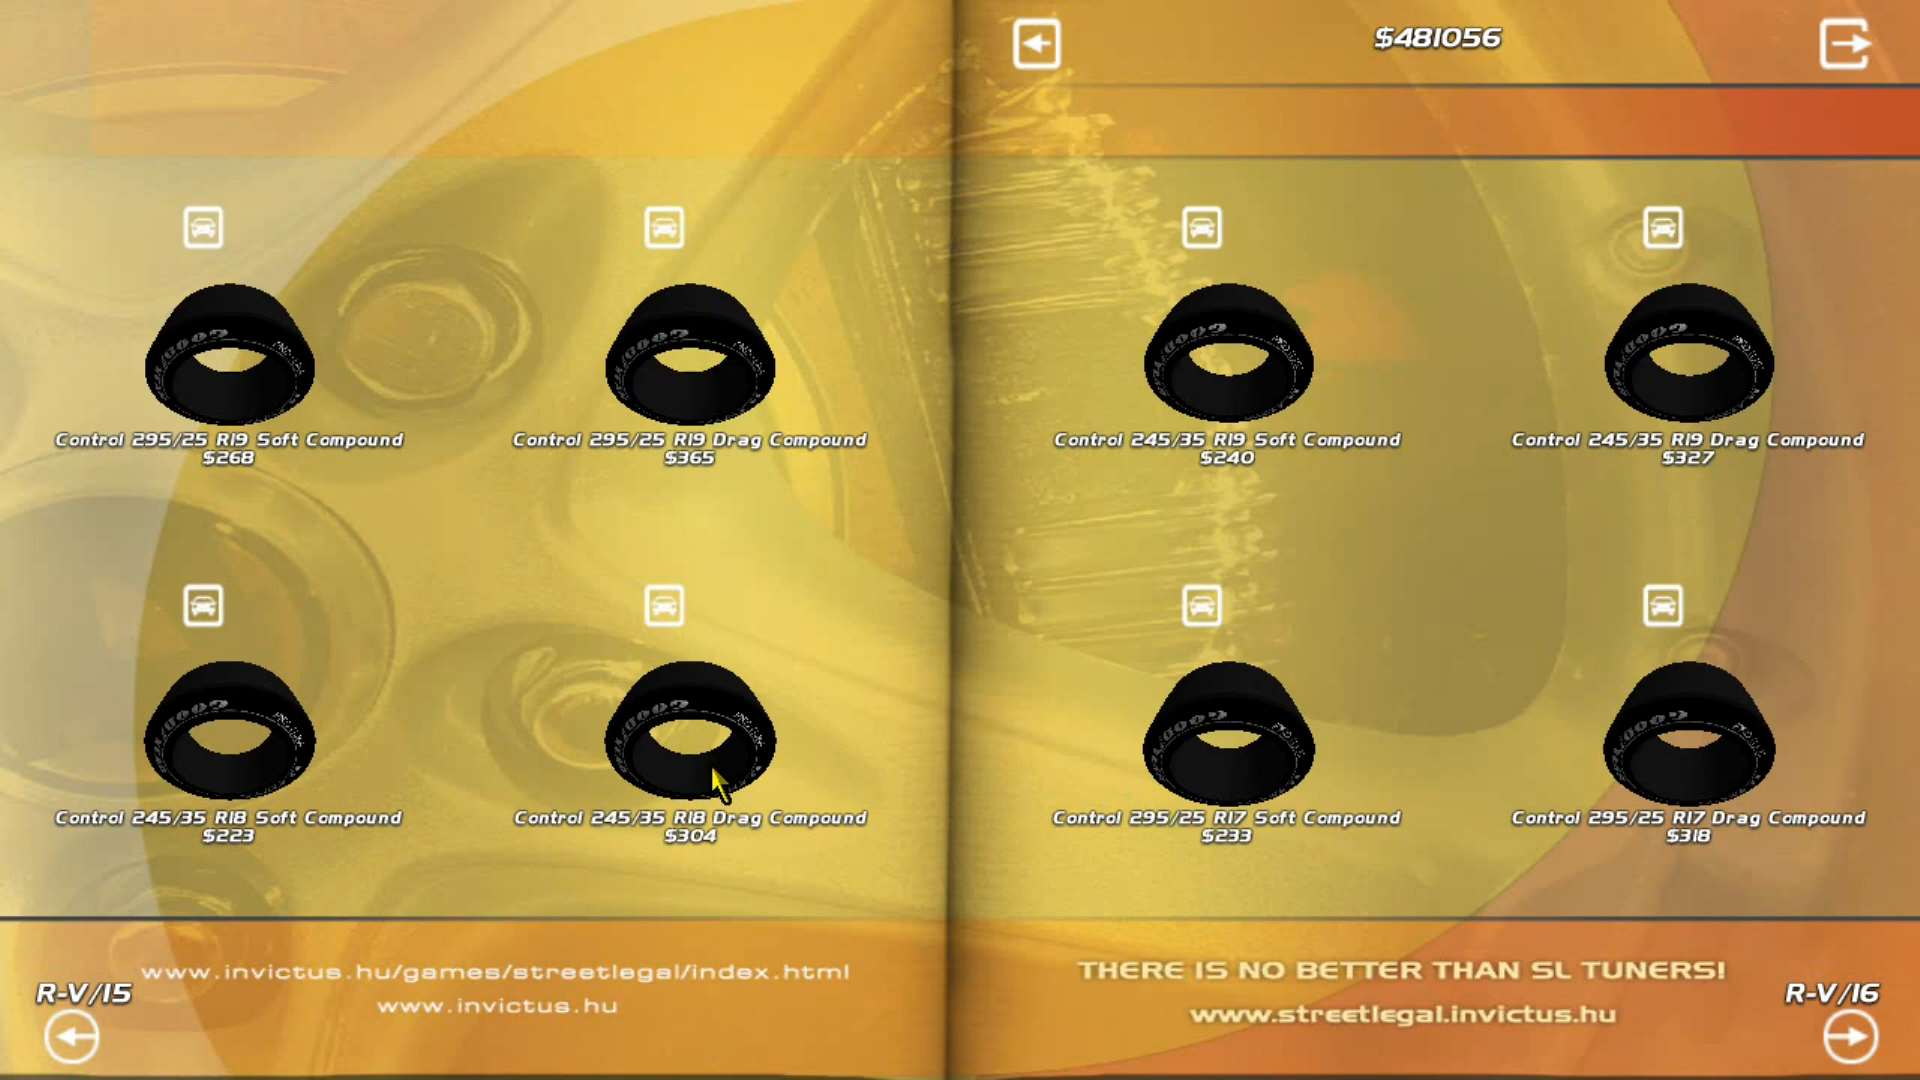 $481056
Control 295/25 R19 Soft Compound
$268
Control 295/25 R19 Drag Compound
$365
Control 245/35 R19 Soft Compound
$240
Control 245/35 R19 Drag Compound
$327
Control 245/35 R18 Soft Compound
$223
Control 245/35 R18 Drag Compound
$304
Control 295/25 R17 Soft Compound
$233
Control 295/25 R17 Drag Compound
$318
www.invictus.hu/games/streetlegal/index.html
www.invictus.hu
R-V/15
THERE IS NO BETTER THAN SL TUNERS!
www.streetlegal.invictus.hu
R-V/16